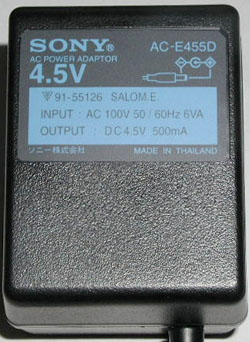 SONY® AC-E455D
AC POWER ADAPTOR
4.5V
91-55126 SALOM.E.
INPUT : AC 100V 50 / 60Hz 6VA
OUTPUT : DC 4.5V 500mA
ソニー株式会社 MADE IN THAILAND